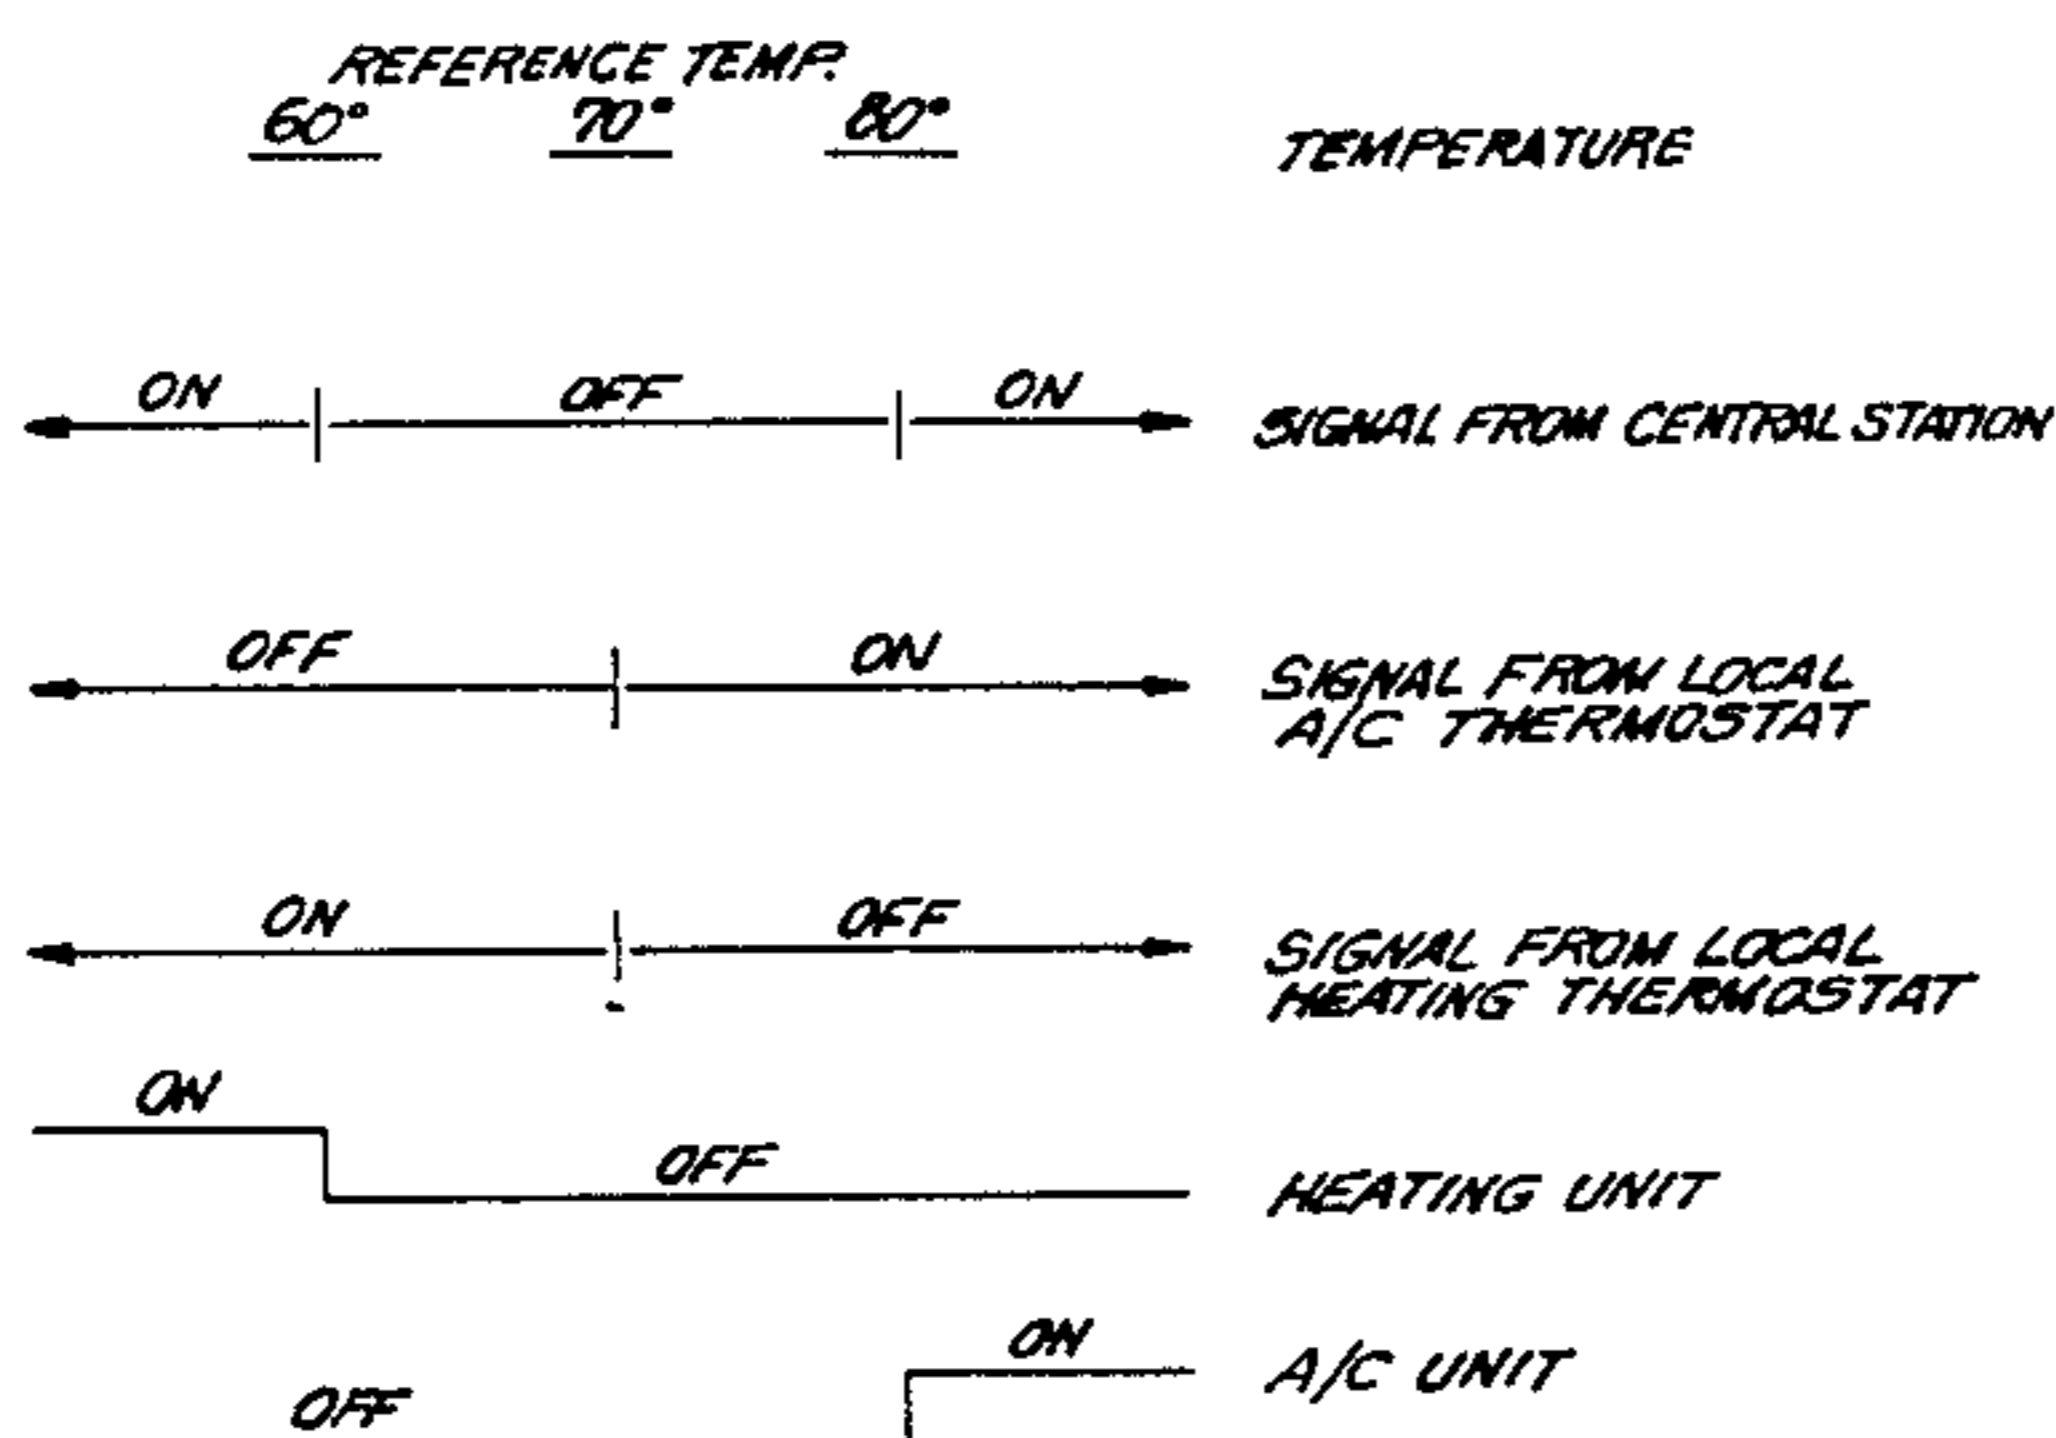 REFERENCE TEMP.
60° 70° 80° TEMPERATURE
ON OFF ON SIGNAL FROM CENTRAL STATION
OFF ON SIGNAL FROM LOCAL
A/C THERMOSTAT
ON OFF SIGNAL FROM LOCAL
HEATING THERMOSTAT
ON
OFF HEATING UNIT
ON A/C UNIT
OFF